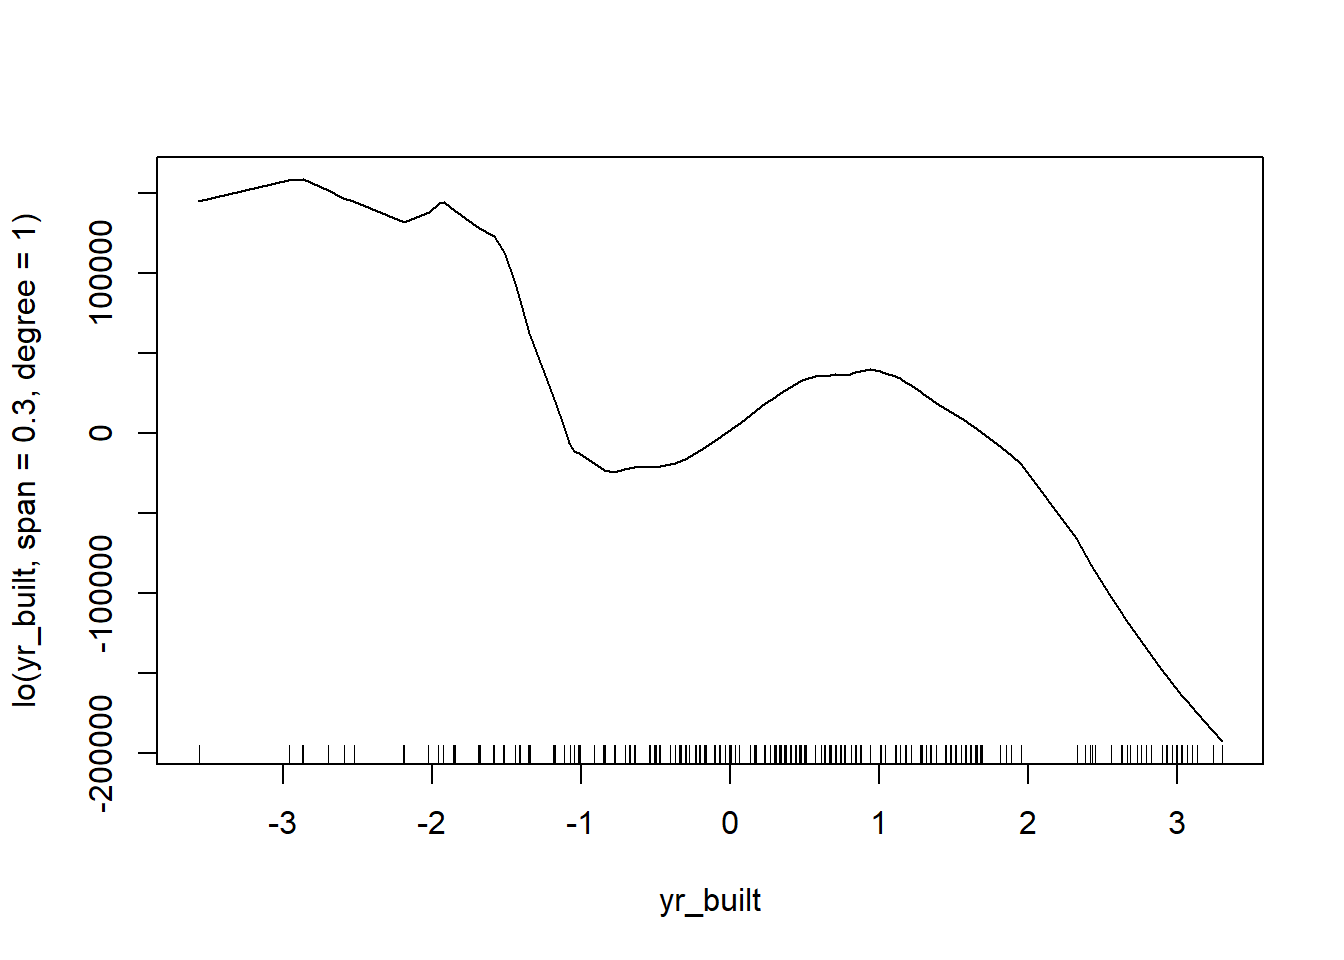 lo(yr_built, span = 0.3, degree = 1)
100000
0
-100000
-200000
-3 -2 -1 0 1 2 3
yr_built